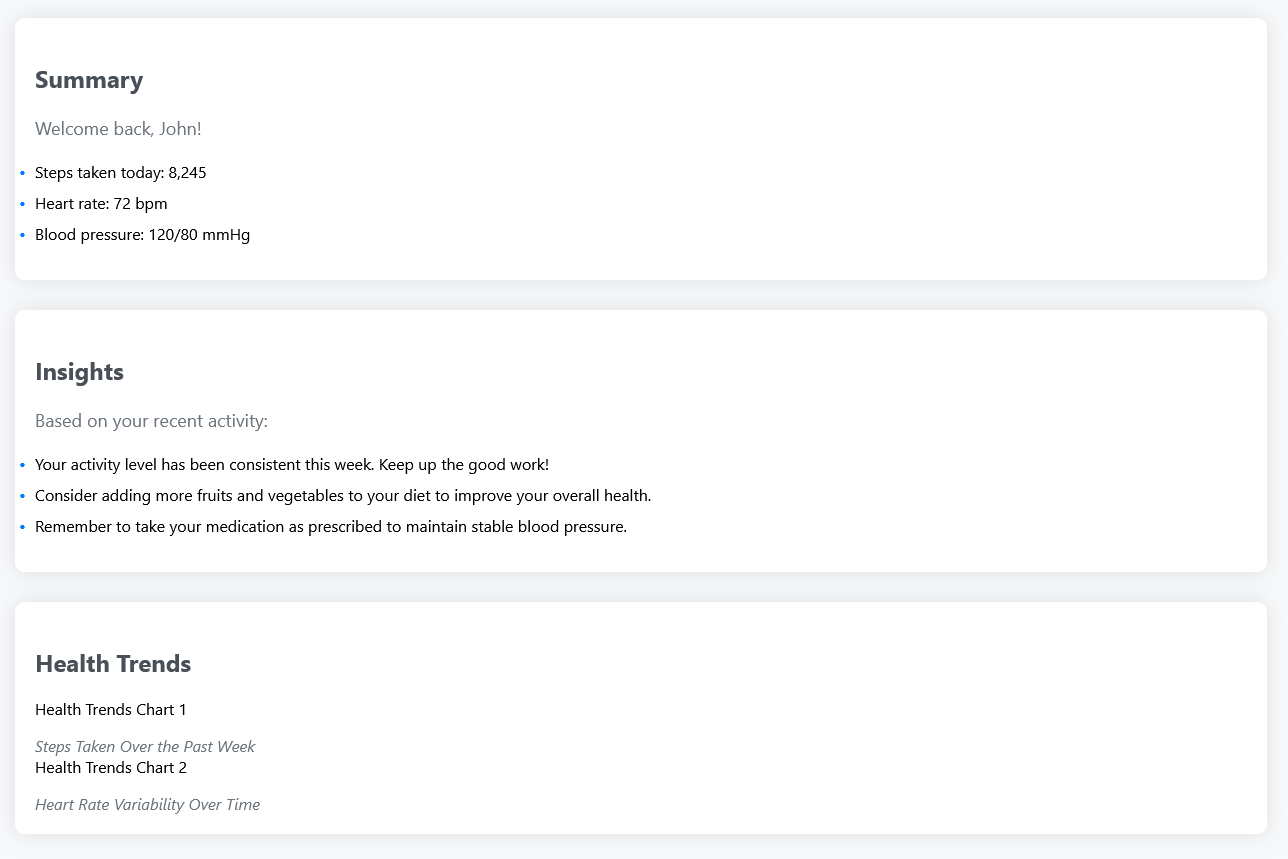 Summary
Welcome back, John!
• Steps taken today: 8,245
• Heart rate: 72 bpm
• Blood pressure: 120/80 mmHg
Insights
Based on your recent activity:
• Your activity level has been consistent this week. Keep up the good work!
• Consider adding more fruits and vegetables to your diet to improve your overall health.
• Remember to take your medication as prescribed to maintain stable blood pressure.
Health Trends
Health Trends Chart 1
Steps Taken Over the Past Week
Health Trends Chart 2
Heart Rate Variability Over Time